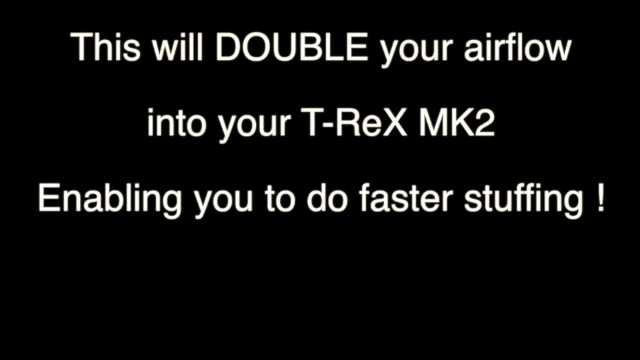 This will DOUBLE your airflow
into your T-ReX MK2
Enabling you to do faster stuffing !